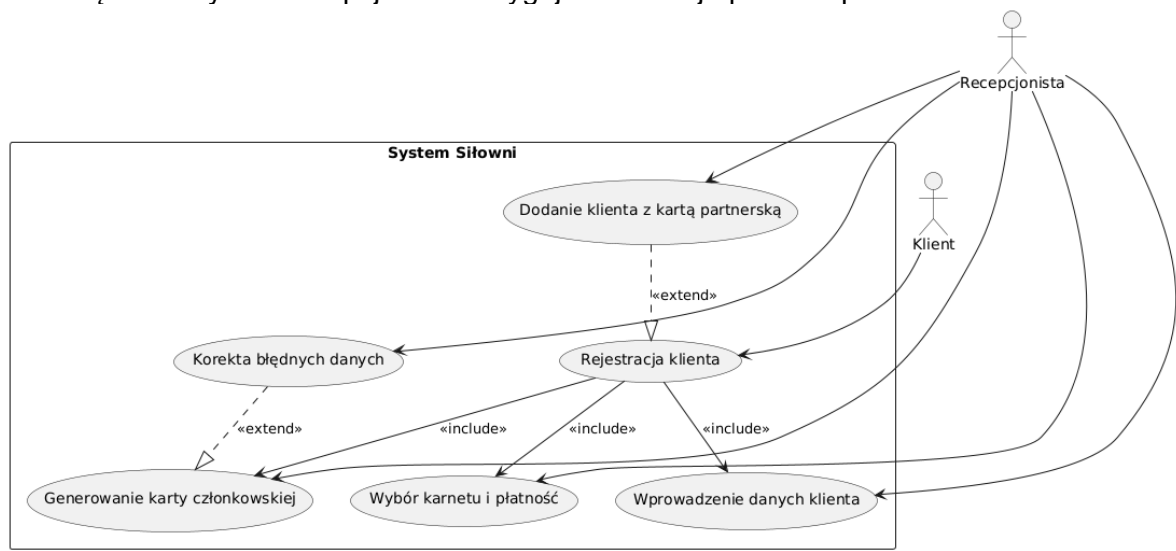 Recepcjonista
System Siłowni
Dodanie klienta z kartą partnerską
Klient
«extend»
Korekta błędnych danych
Rejestracja klienta
«extend»
«include»
«include»
«include»
Generowanie karty członkowskiej
Wybór karnetu i płatność
Wprowadzenie danych klienta